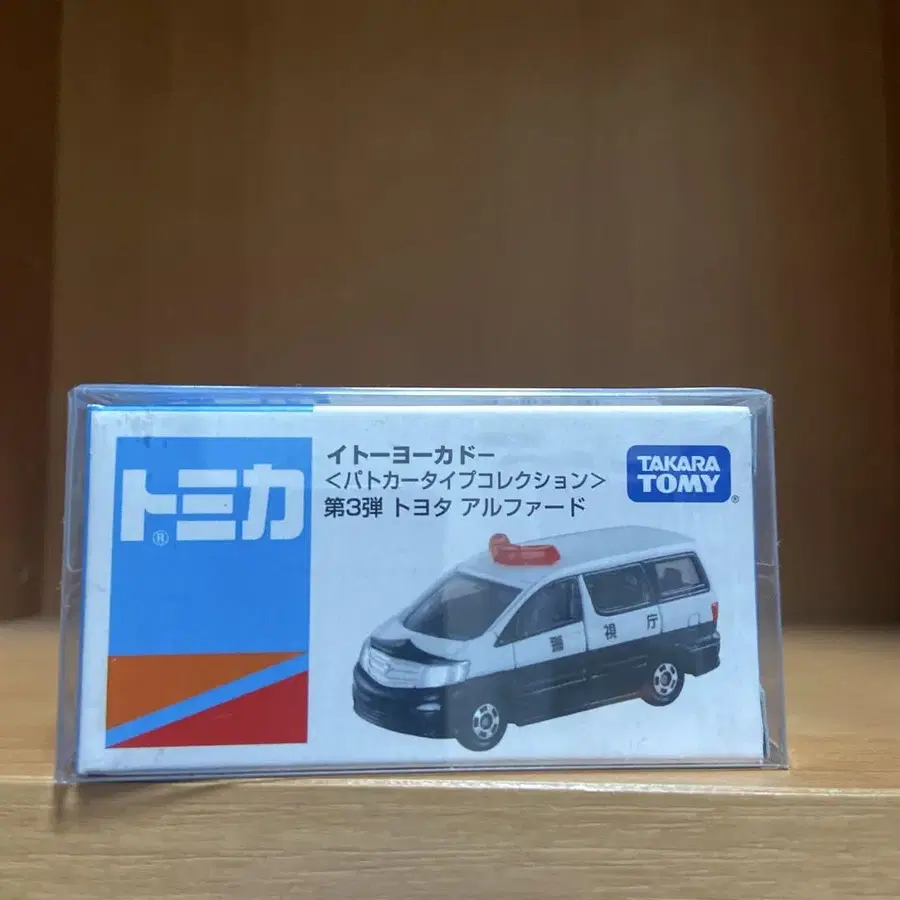 トミカ
®
イトーヨーカドー
<パトカータイプコレクション>
第3弾 トヨタ アルファード
TAKARA
TOMY
®
警視庁